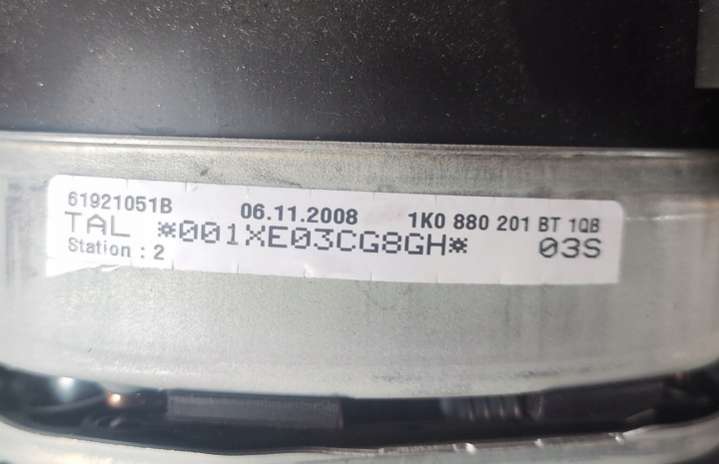 61921051B 06.11.2008 1K0 880 201 BT 1QB
TAL *001XE03CG8GH* 03S
Station : 2